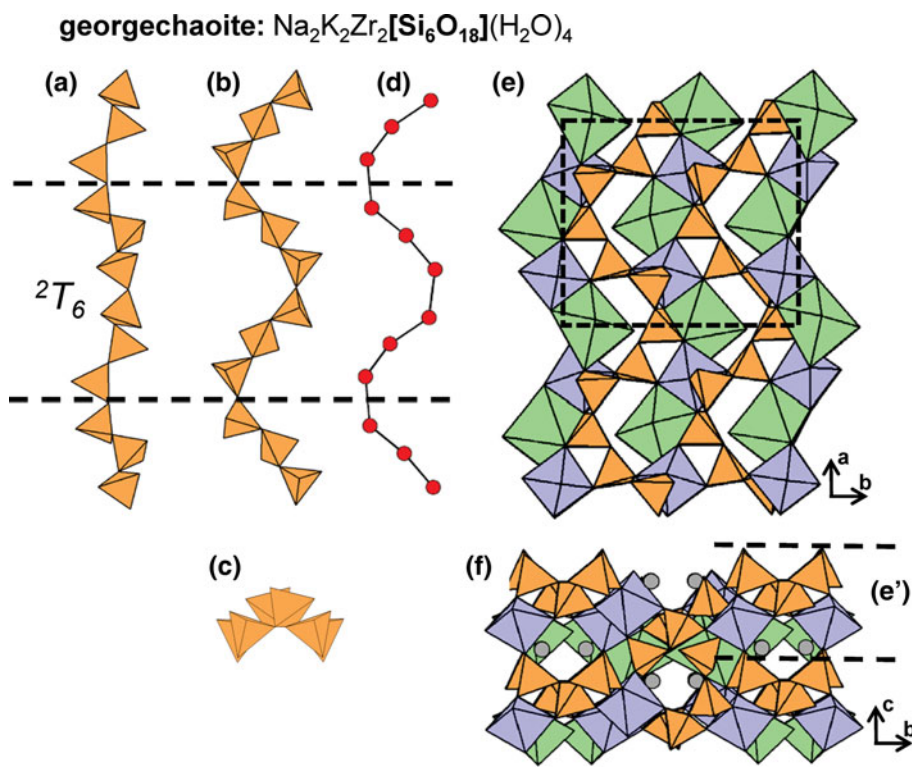 georgechaoite: Na₂K₂Zr₂[Si₆O₁₈](H₂O)₄
(a) (b) (d) (e)
²T₆
a
b
(c) (f)
(e')
c
b